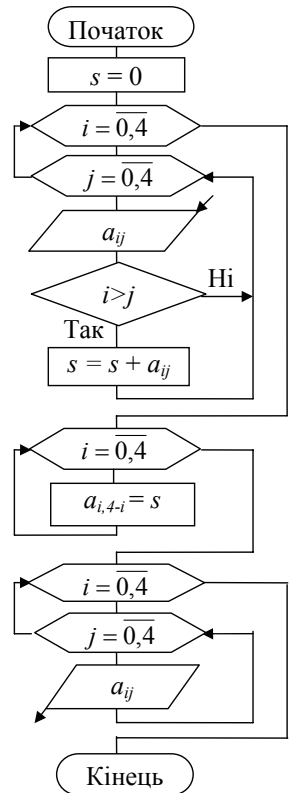 Початок
s = 0
i = 0,4
j = 0,4
aij
i>j
Ні
Так
s = s + aij
i = 0,4
ai,4-i = s
i = 0,4
j = 0,4
aij
Кінець